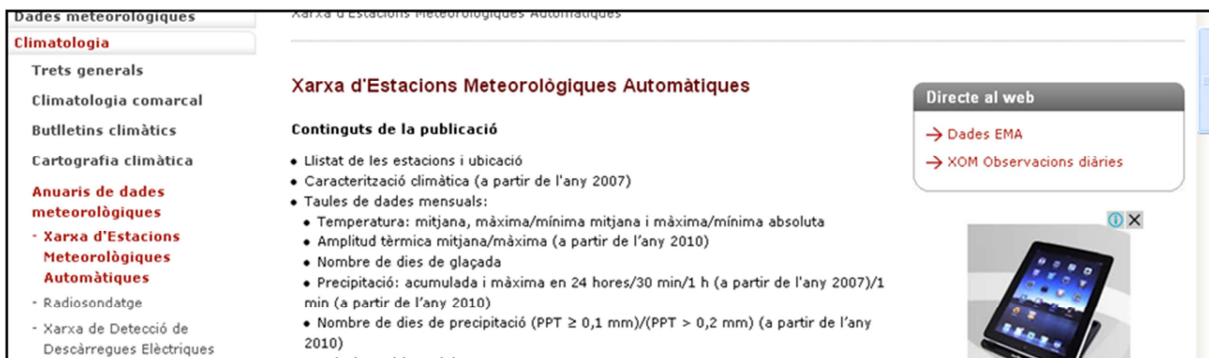 Dades meteorològiques
Xarxa d'Estacions Meteorològiques Automàtiques
Climatologia
Trets generals
Climatologia comarcal
Butlletins climàtics
Cartografia climàtica
Anuaris de dades
meteorològiques
- Xarxa d'Estacions
Meteorològiques
Automàtiques
- Radiosondatge
- Xarxa de Detecció de
Descàrregues Elèctriques
Xarxa d'Estacions Meteorològiques Automàtiques
Continguts de la publicació
• Llistat de les estacions i ubicació
• Caracterització climàtica (a partir de l'any 2007)
• Taules de dades mensuals:
• Temperatura: mitjana, màxima/mínima mitjana i màxima/mínima absoluta
• Amplitud tèrmica mitjana/màxima (a partir de l'any 2010)
• Nombre de dies de glaçada
• Precipitació: acumulada i màxima en 24 hores/30 min/1 h (a partir de l'any 2007)/1
min (a partir de l'any 2010)
• Nombre de dies de precipitació (PPT ≥ 0,1 mm)/(PPT > 0,2 mm) (a partir de l'any
2010)
Directe al web
→ Dades EMA
→ XOM Observacions diàries